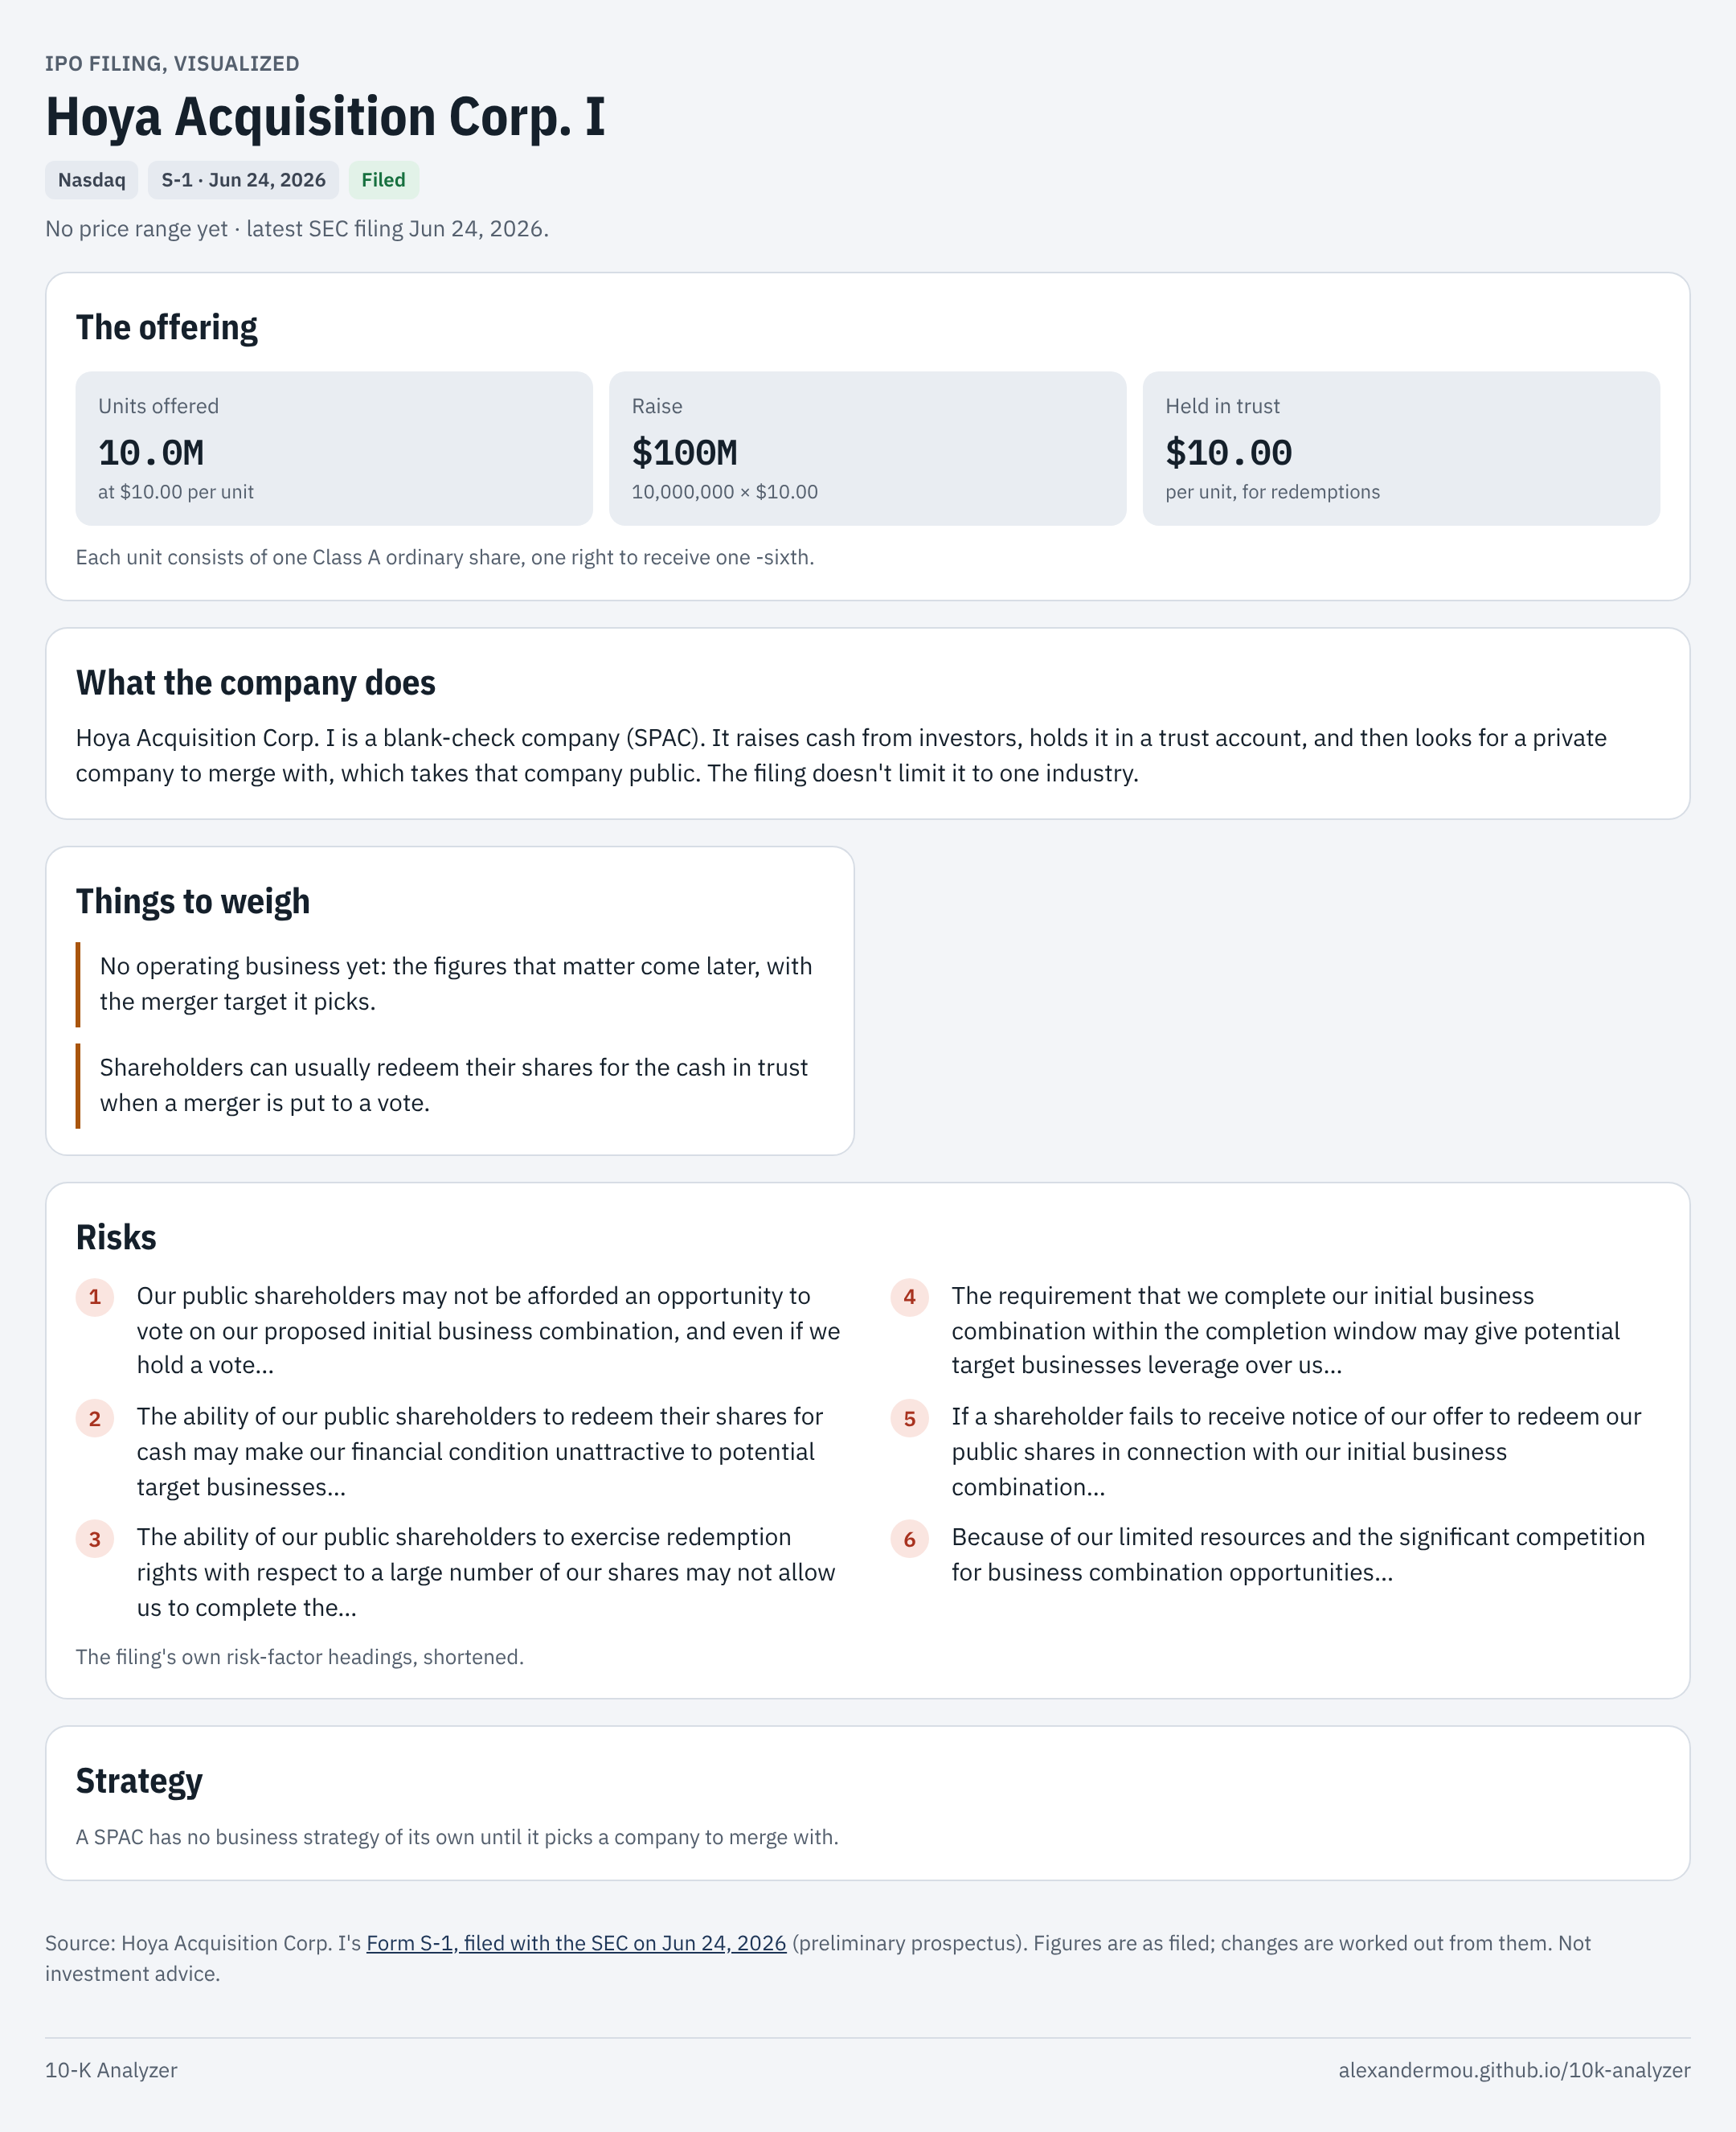 IPO FILING, VISUALIZED
Hoya Acquisition Corp. I
Nasdaq
S-1 · Jun 24, 2026
Filed
No price range yet · latest SEC filing Jun 24, 2026.
The offering
Units offered
10.0M
at $10.00 per unit
Raise
$100M
10,000,000 × $10.00
Held in trust
$10.00
per unit, for redemptions
Each unit consists of one Class A ordinary share, one right to receive one -sixth.
What the company does
Hoya Acquisition Corp. I is a blank-check company (SPAC). It raises cash from investors, holds it in a trust account, and then looks for a private
company to merge with, which takes that company public. The filing doesn't limit it to one industry.
Things to weigh
No operating business yet: the figures that matter come later, with
the merger target it picks.
Shareholders can usually redeem their shares for the cash in trust
when a merger is put to a vote.
Risks
1
Our public shareholders may not be afforded an opportunity to
vote on our proposed initial business combination, and even if we
hold a vote...
2
The ability of our public shareholders to redeem their shares for
cash may make our financial condition unattractive to potential
target businesses...
3
The ability of our public shareholders to exercise redemption
rights with respect to a large number of our shares may not allow
us to complete the...
4
The requirement that we complete our initial business
combination within the completion window may give potential
target businesses leverage over us...
5
If a shareholder fails to receive notice of our offer to redeem our
public shares in connection with our initial business
combination...
6
Because of our limited resources and the significant competition
for business combination opportunities...
The filing's own risk-factor headings, shortened.
Strategy
A SPAC has no business strategy of its own until it picks a company to merge with.
Source: Hoya Acquisition Corp. I's Form S-1, filed with the SEC on Jun 24, 2026 (preliminary prospectus). Figures are as filed; changes are worked out from them. Not
investment advice.
10-K Analyzer
alexandermou.github.io/10k-analyzer